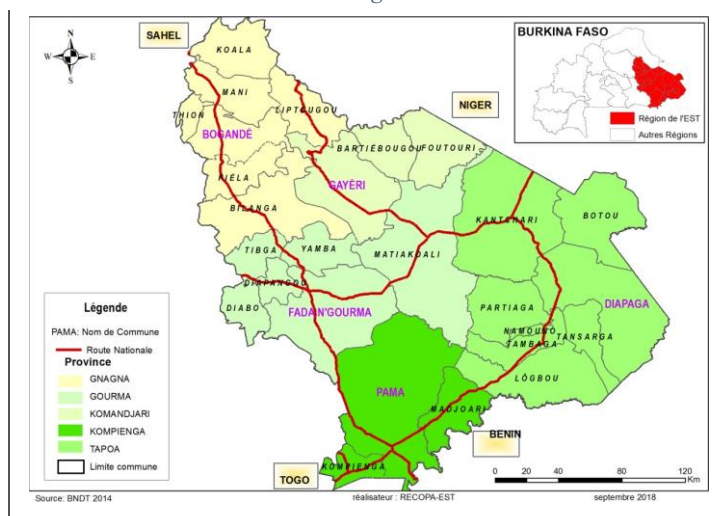 SAHEL
BURKINA FASO
Région de l'EST
Autres Régions
W
N
E
S
KOALA
MANI
LIPTOUGOU
THION
BOGANDÉ
NIGER
BARTIÉBOUGOU
FOUTOURI
GAYÉRI
PIÉLA
BILANGA
KANTCHARI
BOTOU
TIBGA
YAMBA
MATIAKOALI
DIAPANGOU
DIABO
FADA N'GOURMA
PARTIAGA
DIAPAGA
NAMOUNO
TAMBAGA
TANSARGA
LÔGBOU
PAMA
MADJOARI
BENIN
KOMPIENGA
TOGO
Légende
PAMA: Nom de Commune
Route Nationale
Province
GNAGNA
GOURMA
KOMANDJARI
KOMPIENGA
TAPOA
Limite commune
0 20 40 80 120
Km
Source: BNDT 2014
réalisateur : RECOPA-EST
septembre 2018